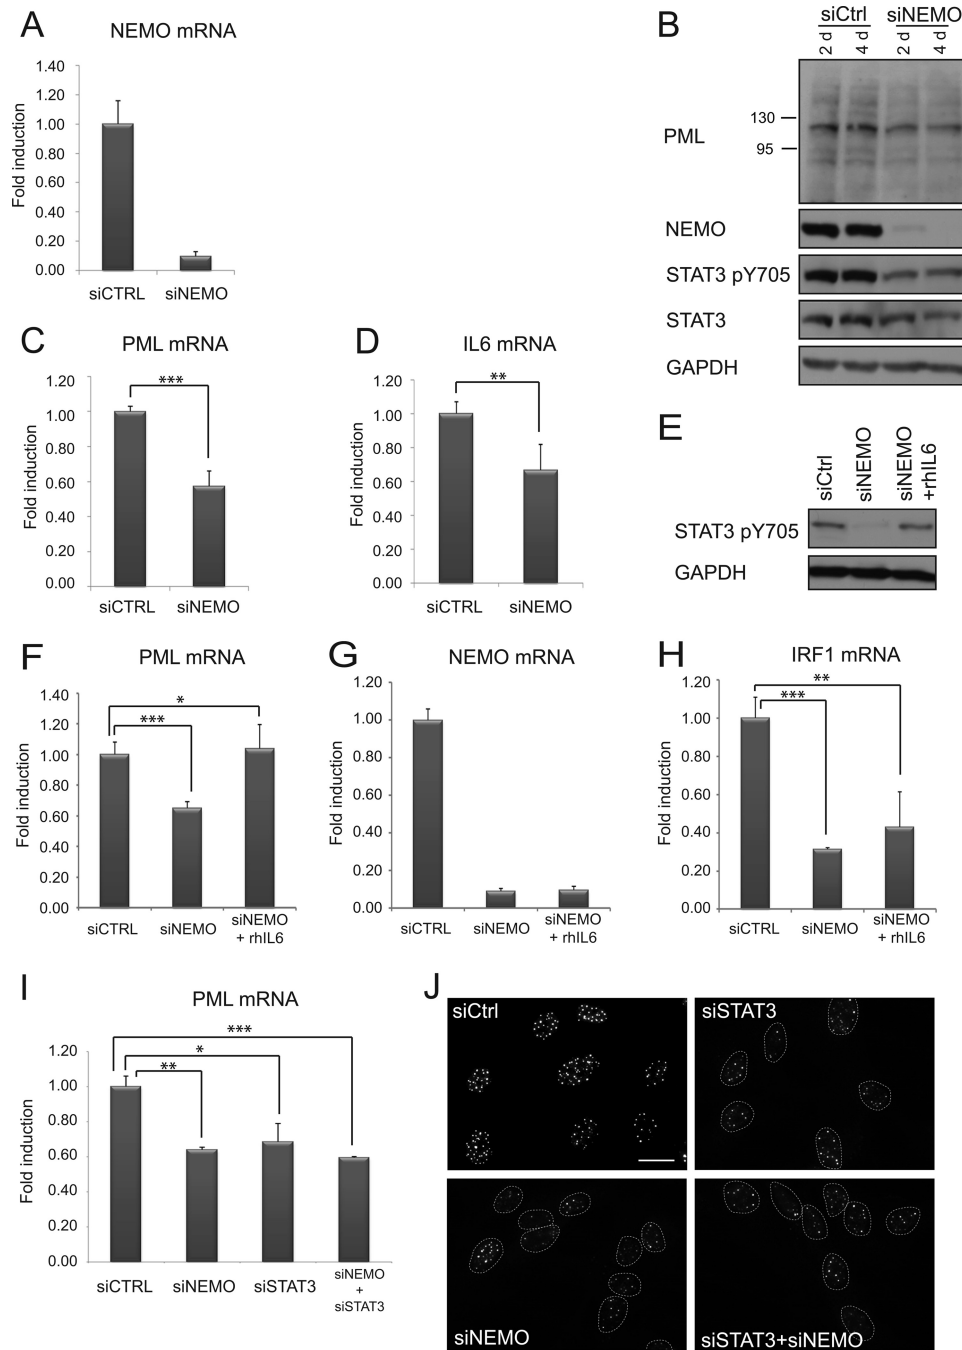 A
NEMO mRNA
Fold induction
1.40
1.20
1.00
0.80
0.60
0.40
0.20
0.00
siCTRL siNEMO
B
siCtrl siNEMO
2 d 4 d 2 d 4 d
PML
130
95
NEMO
STAT3 pY705
STAT3
GAPDH
C
PML mRNA
Fold induction
1.20
1.00
0.80
0.60
0.40
0.00
***
siCTRL siNEMO
D
IL6 mRNA
Fold induction
1.20
1.00
0.80
0.60
0.40
0.00
**
siCTRL siNEMO
E
siCtrl
siNEMO
siNEMO
+rhIL6
STAT3 pY705
GAPDH
F
PML mRNA
Fold induction
1.40
1.20
1.00
0.80
0.60
0.40
0.20
0.00
*
***
siCTRL siNEMO siNEMO
+ rhIL6
G
NEMO mRNA
Fold induction
1.20
1.00
0.80
0.60
0.40
0.20
0.00
siCTRL siNEMO siNEMO
+ rhIL6
H
IRF1 mRNA
Fold induction
1.20
1.00
0.80
0.60
0.40
0.20
0.00
**
***
siCTRL siNEMO siNEMO
+ rhIL6
I
PML mRNA
Fold induction
1.20
1.00
0.80
0.60
0.40
0.20
0.00
***
*
**
siCTRL siNEMO siSTAT3 siNEMO
+
siSTAT3
J
siCtrl
siSTAT3
siNEMO
siSTAT3+siNEMO